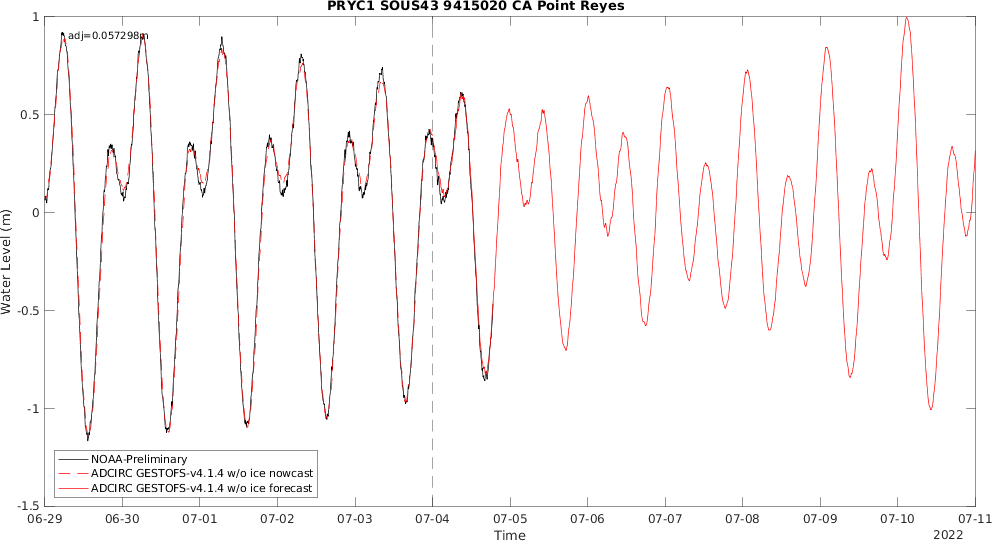 PRYC1 SOUS43 9415020 CA Point Reyes
adj=0.057298m
1
0.5
0
-0.5
-1
-1.5
Water Level (m)
NOAA-Preliminary
ADCIRC GESTOFS-v4.1.4 w/o ice nowcast
ADCIRC GESTOFS-v4.1.4 w/o ice forecast
06-29 06-30 07-01 07-02 07-03 07-04 07-05 07-06 07-07 07-08 07-09 07-10 07-11
Time
2022